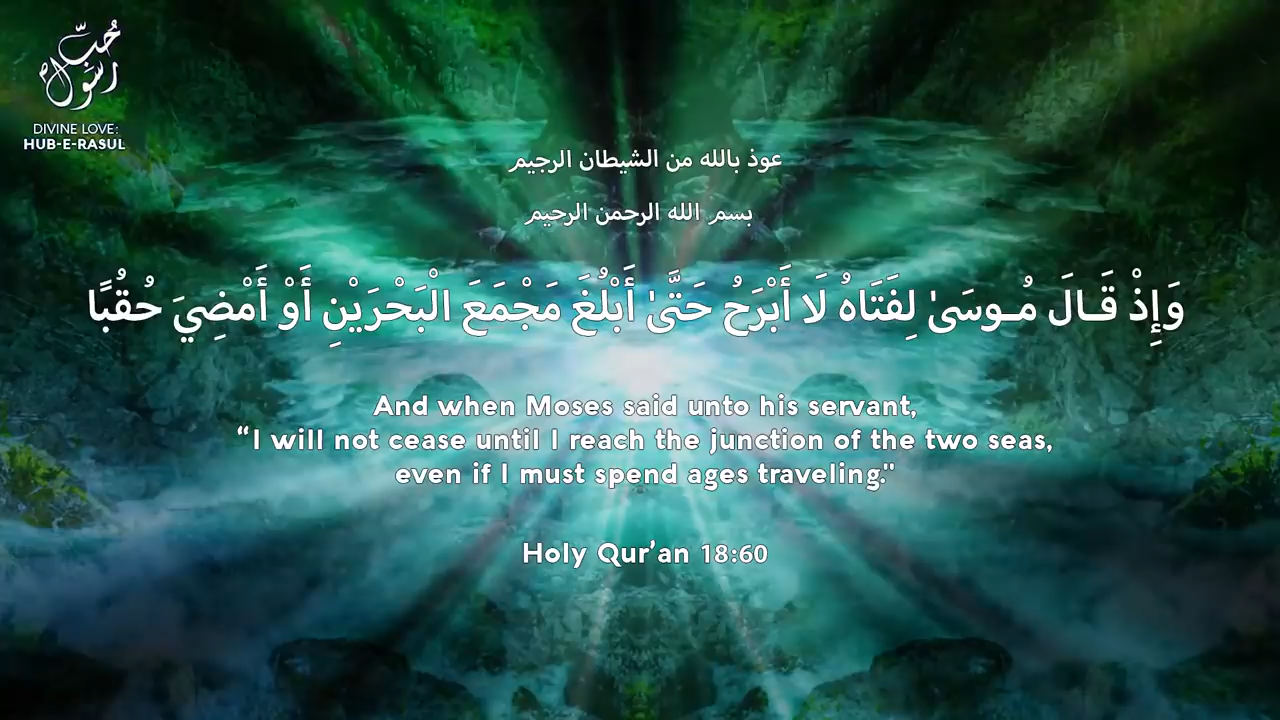 حب رسول
DIVINE LOVE:
HUB-E-RASUL
عوذ بالله من الشيطان الرجيم
بسم الله الرحمن الرحيم
وَإِذْ قَالَ مُوسَىٰ لِفَتَاهُ لَا أَبْرَحُ حَتَّىٰ أَبْلُغَ مَجْمَعَ الْبَحْرَيْنِ أَوْ أَمْضِيَ حُقُبًا
And when Moses said unto his servant,
“I will not cease until I reach the junction of the two seas,
even if I must spend ages traveling."
Holy Qur’an 18:60